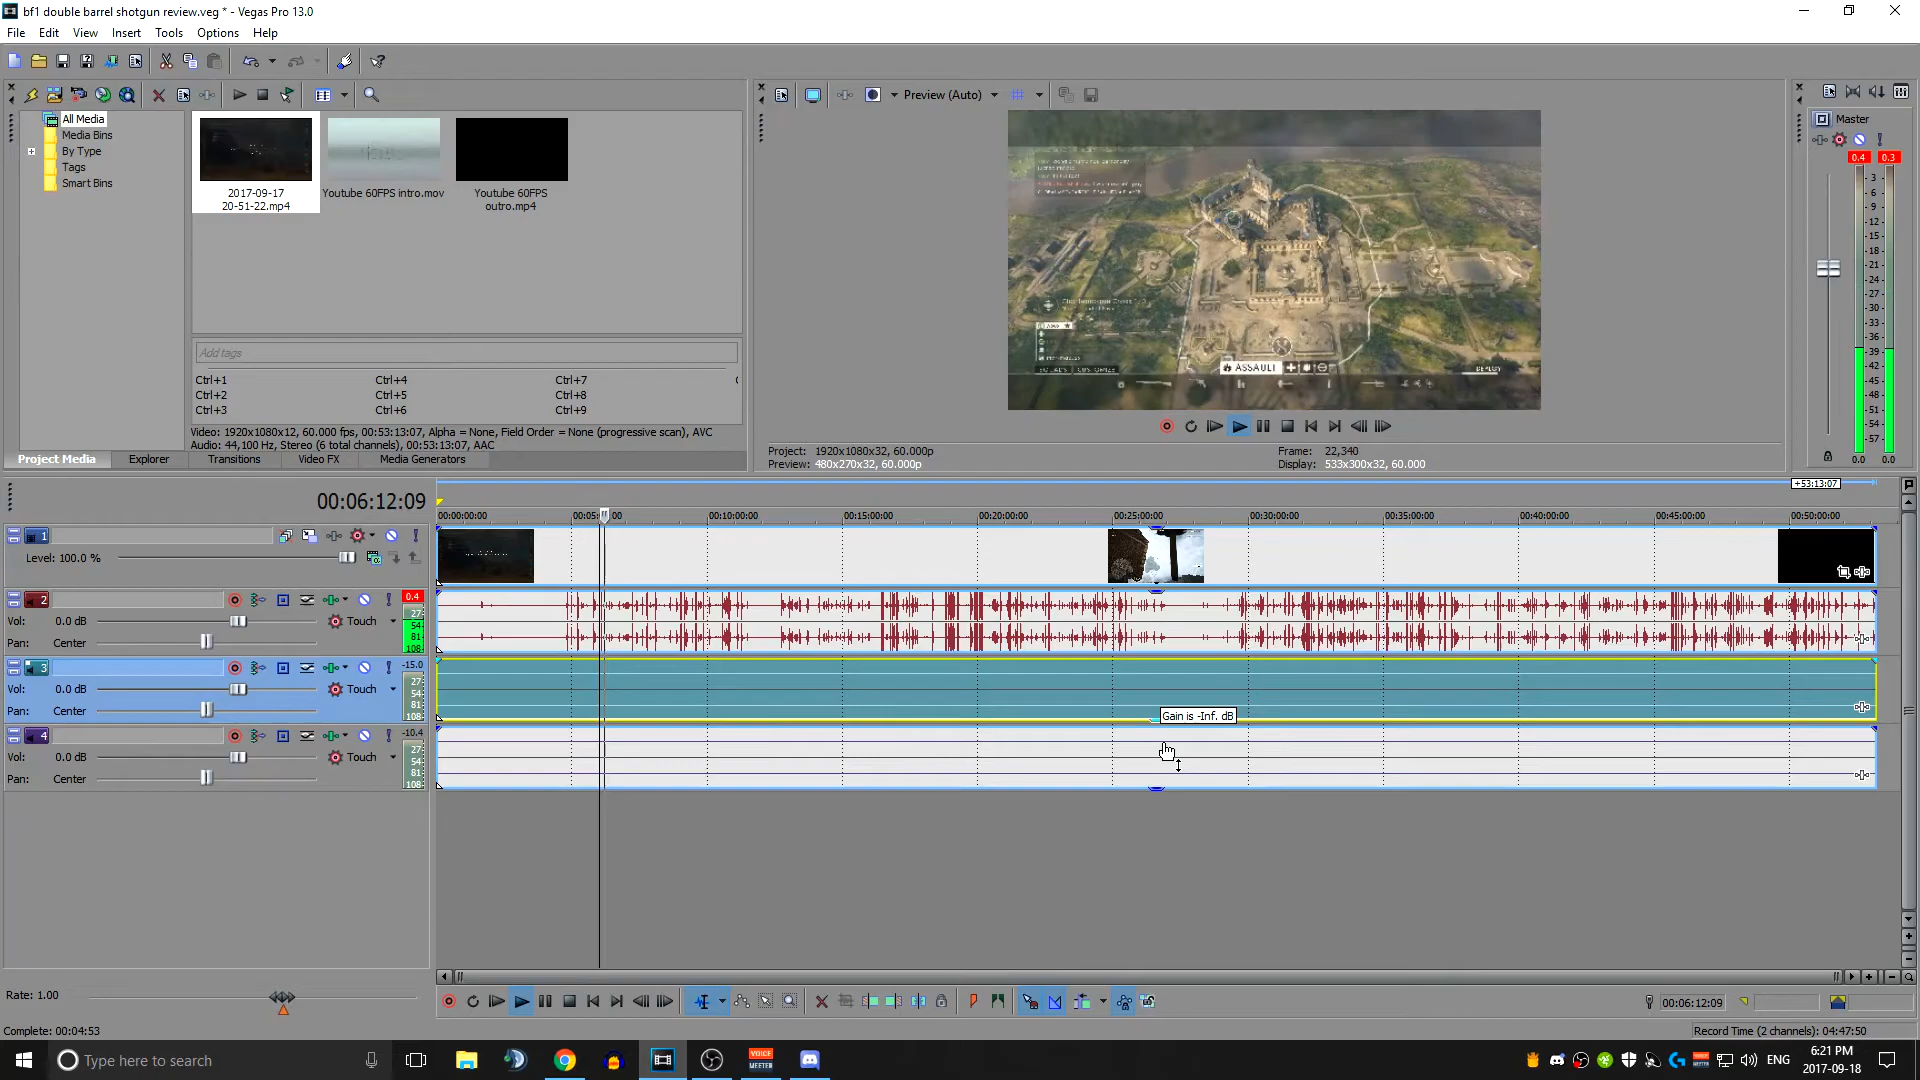 bf1 double barrel shotgun review.veg * - Vegas Pro 13.0
File Edit View Insert Tools Options Help
Preview (Auto)
All Media
Media Bins
By Type
Tags
Smart Bins
2017-09-17
20-51-22.mp4
Youtube 60FPS intro.mov
Youtube 60FPS
outro.mp4
Add tags
Ctrl+1 Ctrl+4 Ctrl+7
Ctrl+2 Ctrl+5 Ctrl+8
Ctrl+3 Ctrl+6 Ctrl+9
Video: 1920x1080x12, 60.000 fps, 00:53:13:07, Alpha = None, Field Order = None (progressive scan), AVC
Audio: 44,100 Hz, Stereo (6 total channels), 00:53:13:07, AAC
Project Media Explorer Transitions Video FX Media Generators
ASSAULT
DEPLOY
SQUADS CUSTOMIZE
Project: 1920x1080x32, 60.000p
Preview: 480x270x32, 60.000p
Frame: 22,340
Display: 533x300x32, 60.000
Master
0.4 0.3
3
6
9
12
15
18
21
24
27
30
33
36
39
42
45
48
51
54
57
0.0 0.0
+53:13:07
00:06:12:09
00:00:00:00 00:05: 00 00:10:00:00 00:15:00:00 00:20:00:00 00:25:00:00 00:30:00:00 00:35:00:00 00:40:00:00 00:45:00:00 00:50:00:00
1
Level: 100.0 %
2
0.4
Vol: 0.0 dB Touch
Pan: Center
27
54
81
108
3
-15.0
Vol: 0.0 dB Touch
Pan: Center
27
54
81
108
Gain is -Inf. dB
4
-10.4
Vol: 0.0 dB Touch
Pan: Center
27
54
81
108
Rate: 1.00
00:06:12:09
Complete: 00:04:53
Record Time (2 channels): 04:47:50
Type here to search
VOICE
MEETER
ENG
6:21 PM
2017-09-18